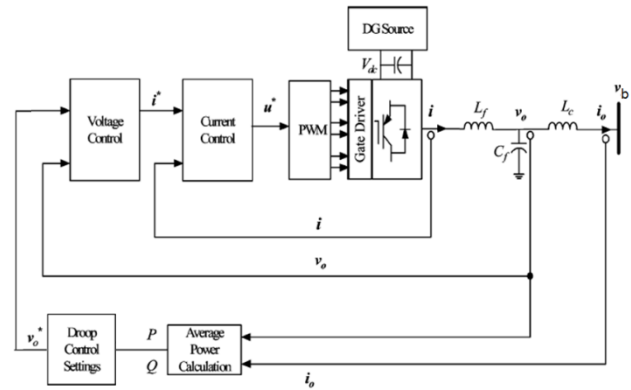 DG Source
V_dc
v_b
i*
u*
i
L_f
v_o
L_c
i_o
Voltage
Control
Current
Control
PWM
Gate Driver
C_f
i
v_o
v_o*
Droop
Control
Settings
P
Q
Average
Power
Calculation
i_o